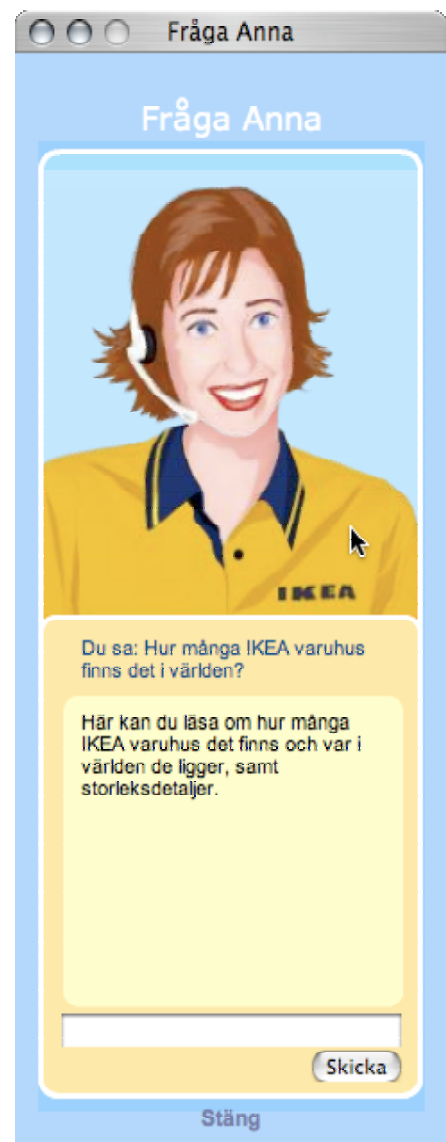 Fråga Anna
Fråga Anna
IKEA
Du sa: Hur många IKEA varuhus
finns det i världen?
Här kan du läsa om hur många
IKEA varuhus det finns och var i
världen de ligger, samt
storleksdetaljer.
Skicka
Stäng